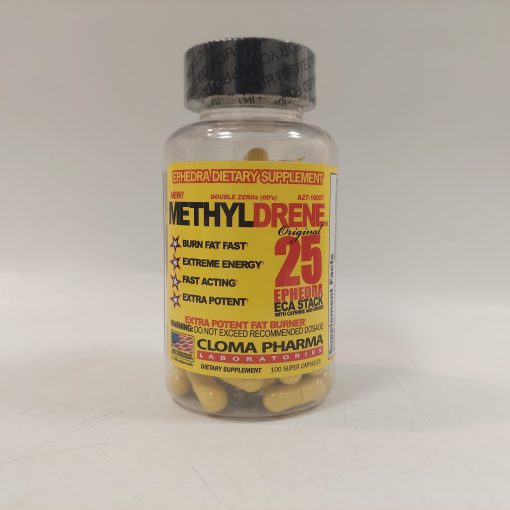 EPHEDRA DIETARY SUPPLEMENT
NEW!
DOUBLE ZEROs (00's)
A27-10007
METHYLDRENE
Original
25
EPHEDRA
ECA STACK
BURN FAT FAST†
EXTREME ENERGY†
FAST ACTING†
EXTRA POTENT†
EXTRA POTENT FAT BURNER†
WARNING: DO NOT EXCEED RECOMMENDED DOSAGE
CLOMA PHARMA
LABORATORIES
DIETARY SUPPLEMENT
100 SUPER CAPSULES
Supplement Facts